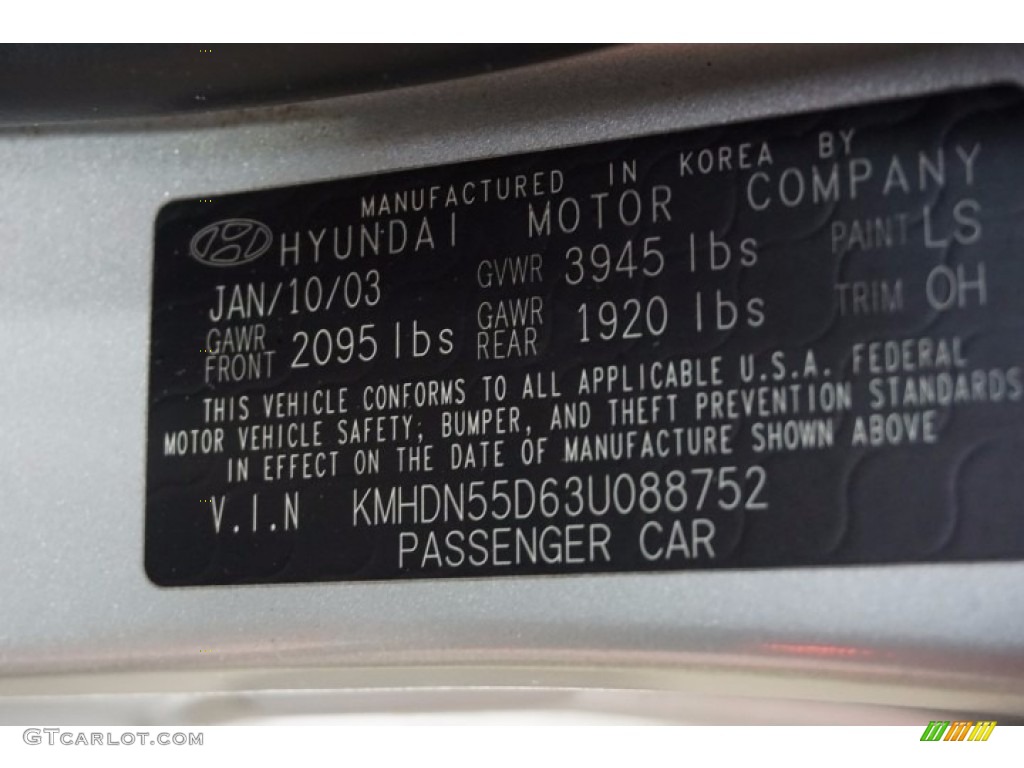 MANUFACTURED IN KOREA BY
HYUNDAI MOTOR COMPANY
JAN/10/03 GVWR 3945 lbs PAINT LS
GAWR FRONT 2095 lbs GAWR REAR 1920 lbs TRIM OH
THIS VEHICLE CONFORMS TO ALL APPLICABLE U.S.A. FEDERAL
MOTOR VEHICLE SAFETY, BUMPER, AND THEFT PREVENTION STANDARDS
IN EFFECT ON THE DATE OF MANUFACTURE SHOWN ABOVE
V.I.N KMHDN55D63U088752
PASSENGER CAR
GTCarLot.com